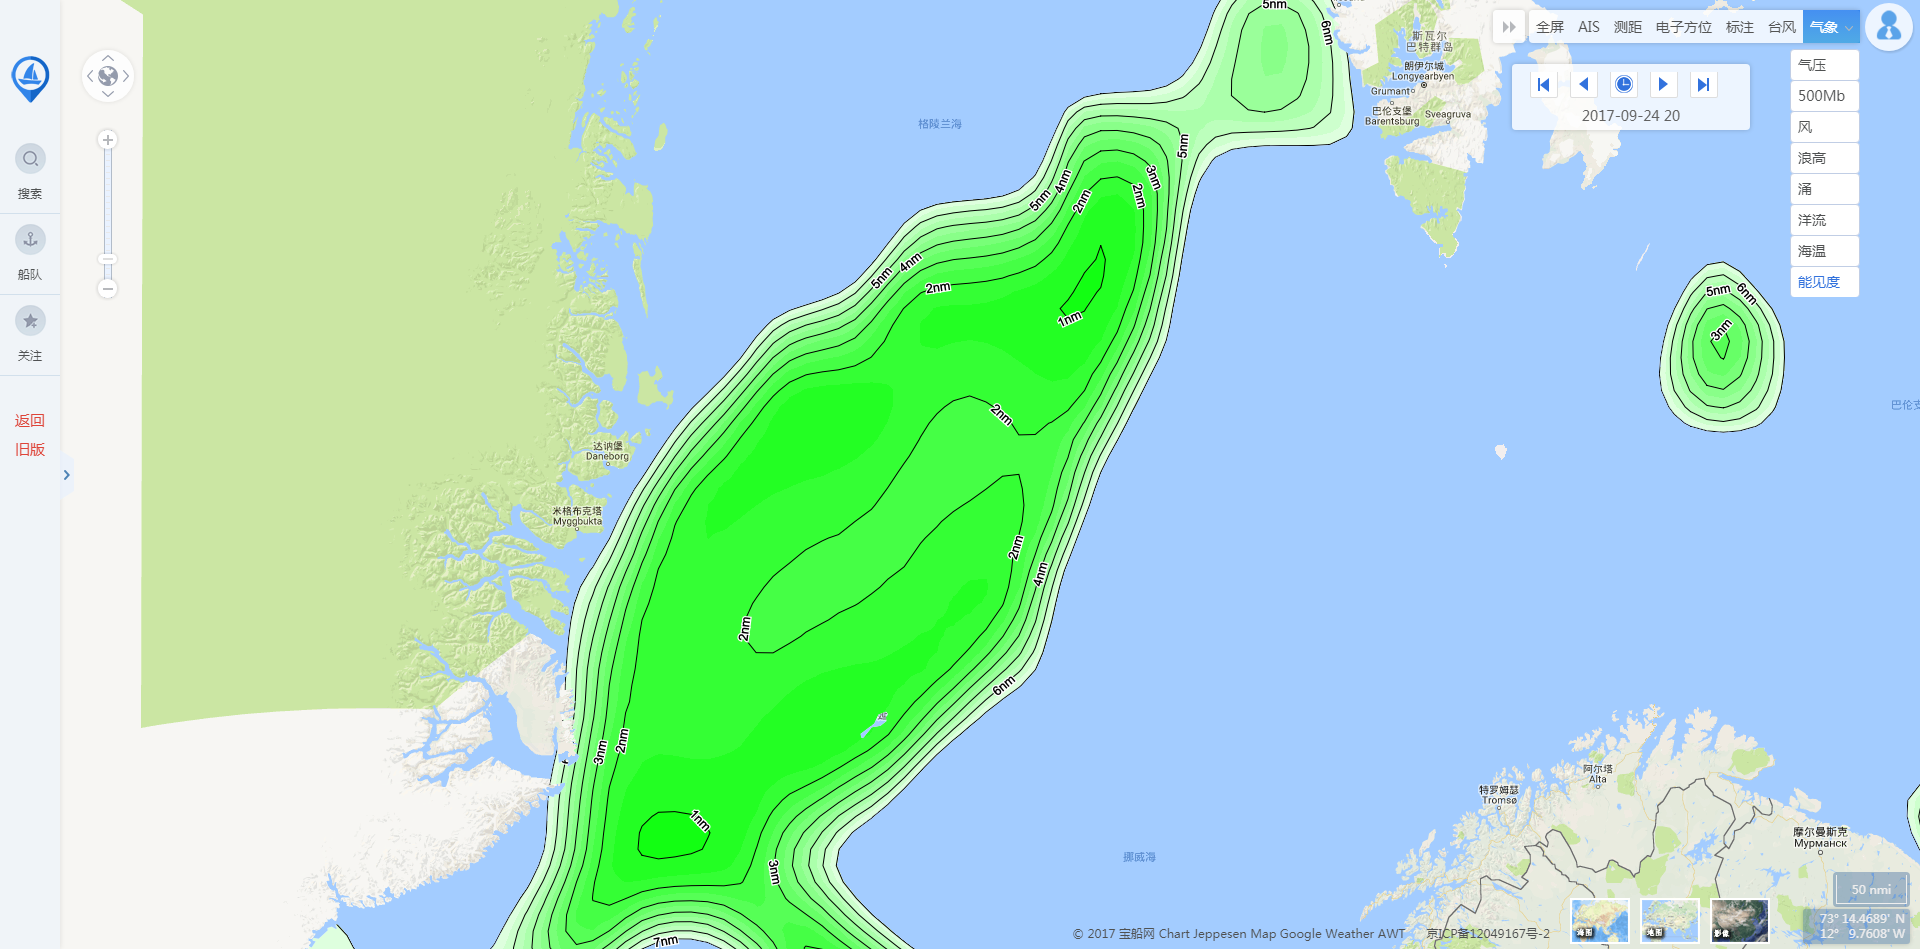 全屏 AIS 测距 电子方位 标注 台风 气象
2017-09-24 20
气压
500Mb
风
浪高
涌
洋流
海温
能见度
搜索
船队
关注
返回
旧版
格陵兰海
斯瓦尔
巴特群岛
朗伊尔城
Longyearbyen
Grumant
巴伦支堡
Barentsburg
Sveagruva
巴伦支
达讷堡
Daneborg
米格布克塔
Myggbukta
挪威海
阿尔塔
Alta
特罗姆瑟
Tromsø
摩尔曼斯克
Мурманск
5nm
6nm
5nm
3nm
2nm
4nm
2nm
5nm
4nm
5nm
2nm
1nm
5nm
6nm
3nm
2nm
2nm
4nm
2nm
6nm
3nm
2nm
1nm
3nm
7nm
50 nmi
73° 14.4689' N
12° 9.7608' W
海图
地图
影像
© 2017 宝船网 Chart Jeppesen Map Google Weather AWT 京ICP备12049167号-2